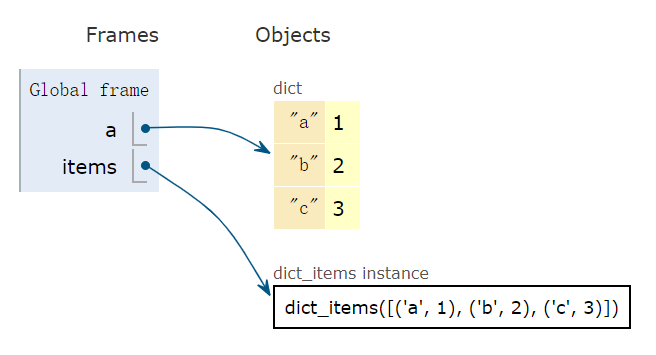 Frames Objects
Global frame
a
items
dict
"a" 1
"b" 2
"c" 3
dict_items instance
dict_items([('a', 1), ('b', 2), ('c', 3)])